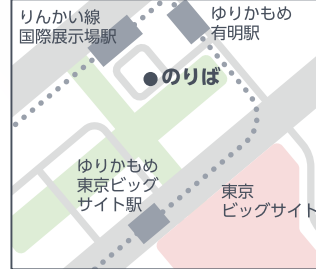 りんかい線
国際展示場駅
ゆりかもめ
有明駅
のりば
ゆりかもめ
東京ビッグ
サイト駅
東京
ビッグサイト